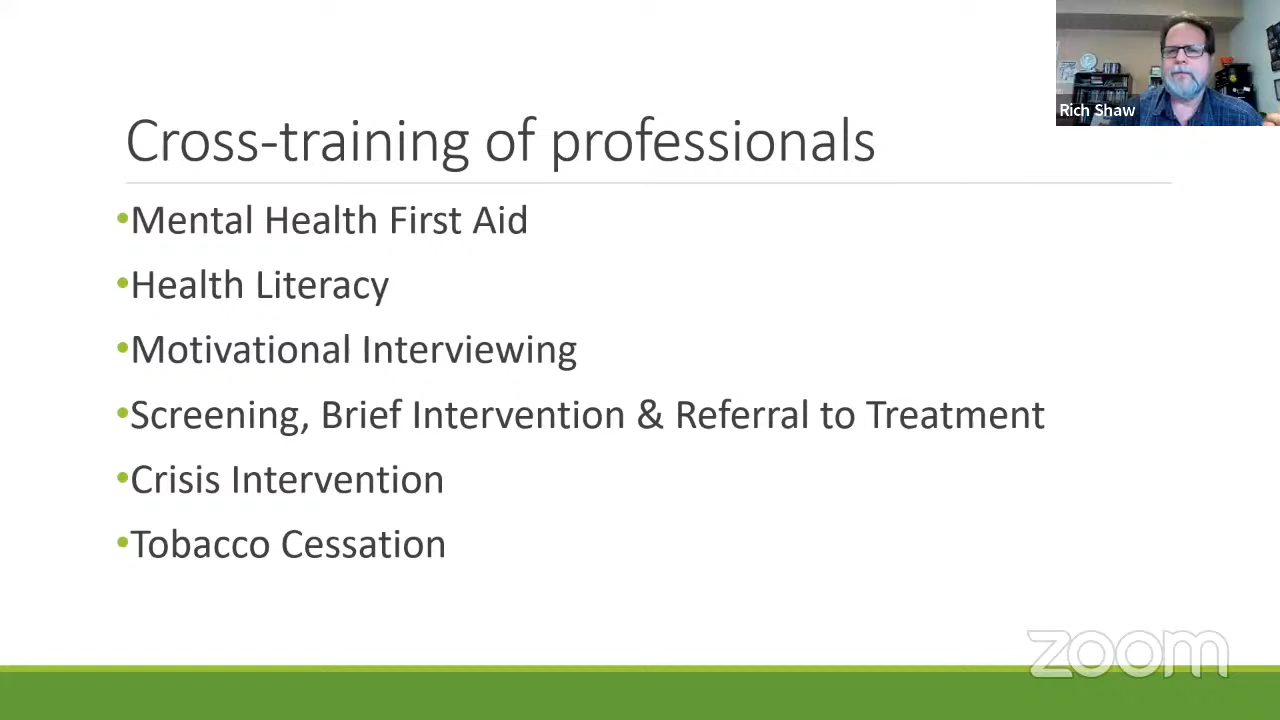 Rich Shaw
Cross-training of professionals
•Mental Health First Aid
•Health Literacy
•Motivational Interviewing
•Screening, Brief Intervention & Referral to Treatment
•Crisis Intervention
•Tobacco Cessation
zoom